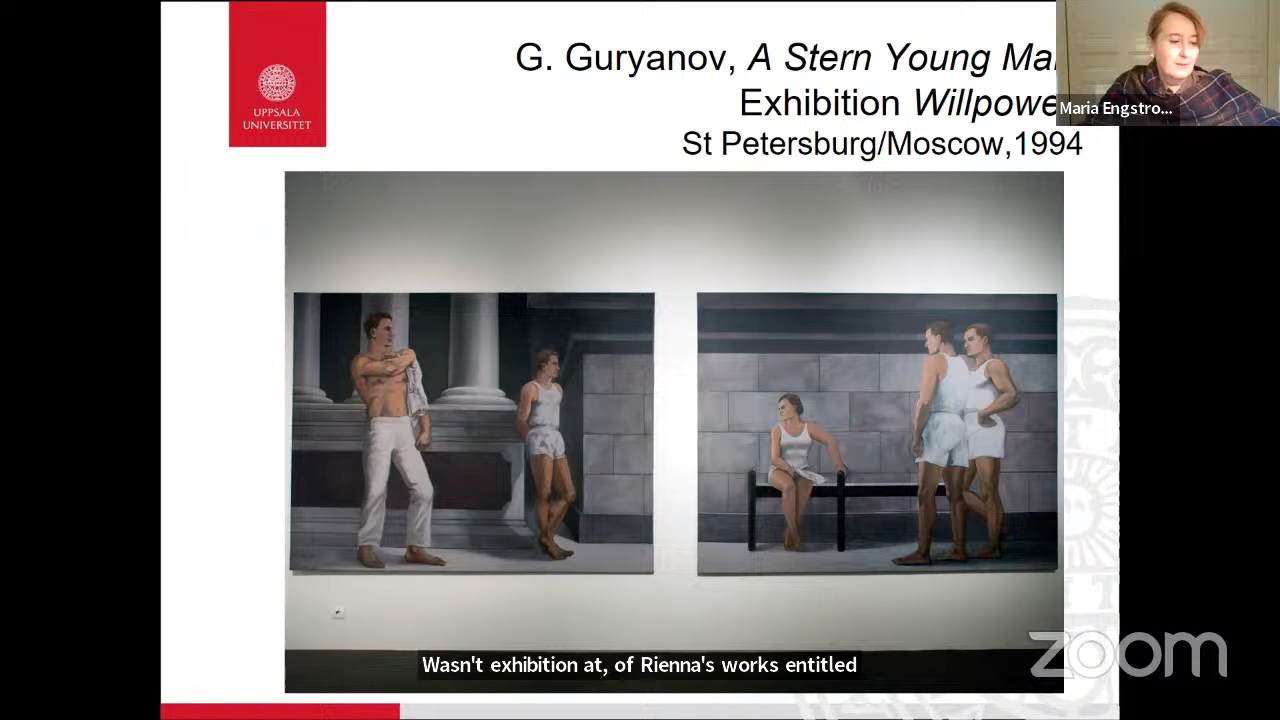 G. Guryanov, A Stern Young Ma
Exhibition Willpowe
St Petersburg/Moscow,1994
UPPSALA
UNIVERSITET
Maria Engstro...
Wasn't exhibition at, of Rienna's works entitled
zoom